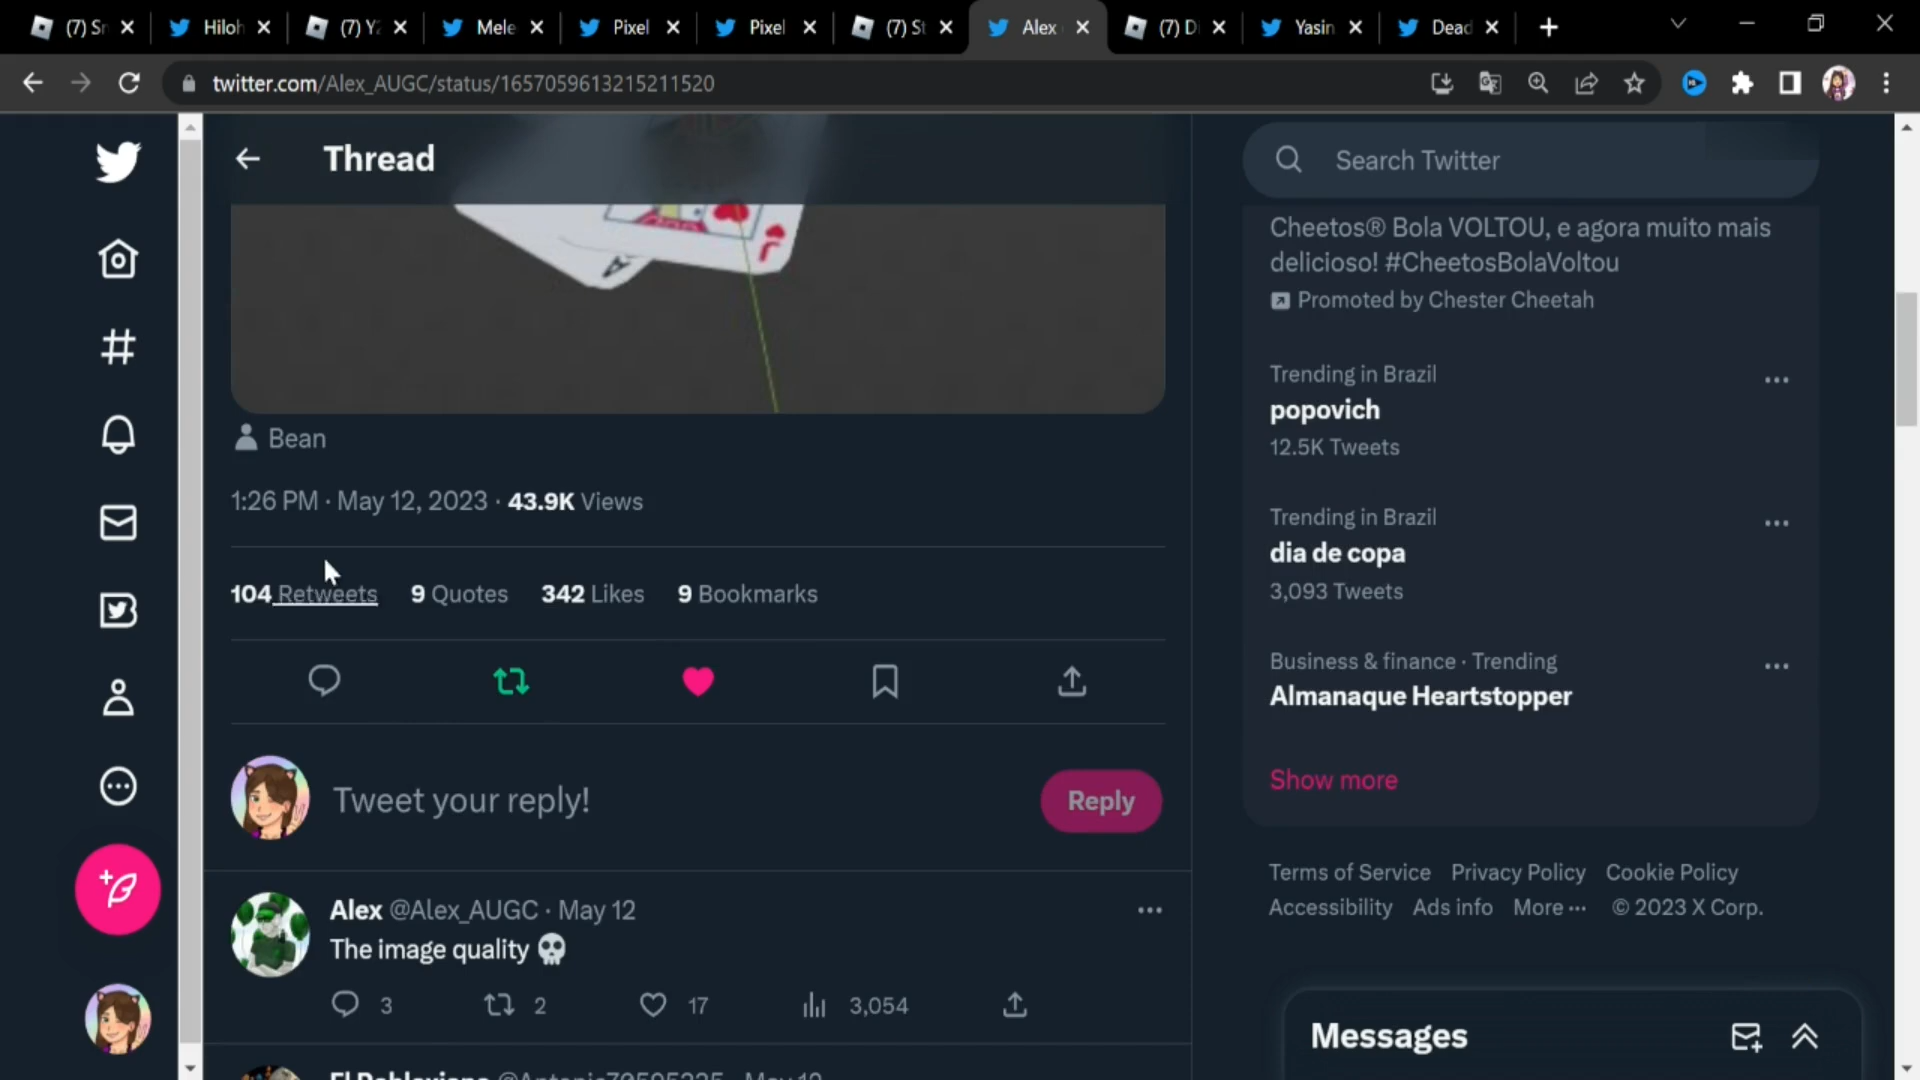 (7) Sr
Hiloh
(7) Y2
Mele
Pixel
Pixel
(7) St
Alex
(7) D
Yasin
Dead
twitter.com/Alex_AUGC/status/1657059613215211520
Thread
Search Twitter
Cheetos® Bola VOLTOU, e agora muito mais
delicioso! #CheetosBolaVoltou
Promoted by Chester Cheetah
J
A
Trending in Brazil
popovich
12.5K Tweets
Bean
1:26 PM · May 12, 2023 · 43.9K Views
Trending in Brazil
dia de copa
3,093 Tweets
104 Retweets 9 Quotes 342 Likes 9 Bookmarks
Business & finance · Trending
Almanaque Heartstopper
Show more
Tweet your reply!
Reply
Terms of Service Privacy Policy Cookie Policy
Accessibility Ads info More ··· © 2023 X Corp.
Alex @Alex_AUGC · May 12
The image quality 💀
3 2 17 3,054
Messages